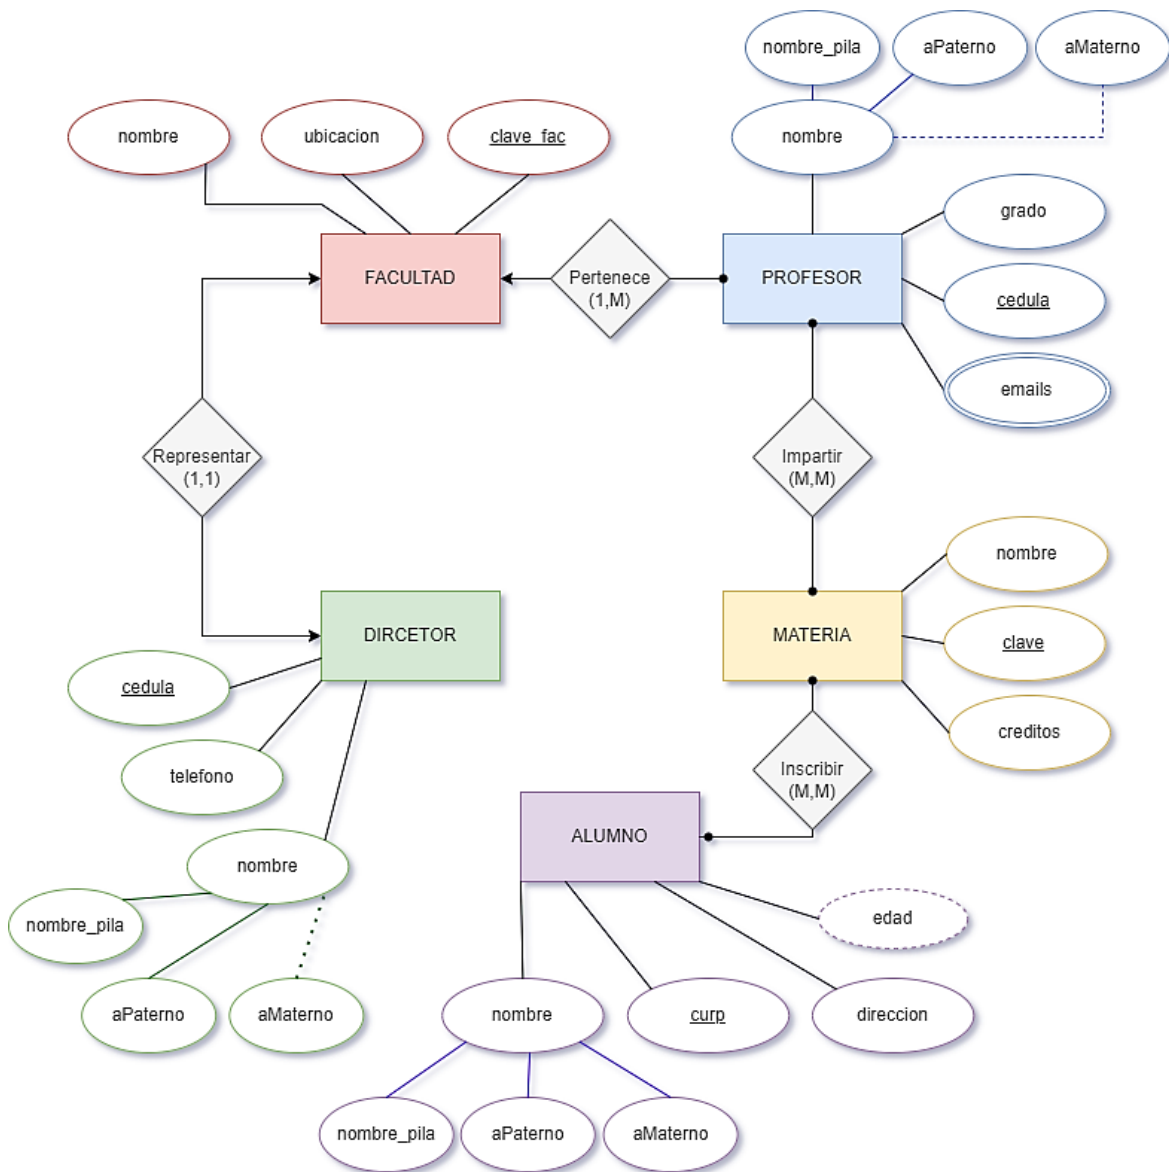 nombre_pila
aPaterno
aMaterno
nombre
ubicacion
clave_fac
nombre
grado
FACULTAD
Pertenece
(1,M)
PROFESOR
cedula
emails
Representar
(1,1)
Impartir
(M,M)
nombre
DIRCETOR
MATERIA
clave
cedula
creditos
telefono
Inscribir
(M,M)
ALUMNO
nombre
edad
nombre_pila
aPaterno
aMaterno
nombre
curp
direccion
nombre_pila
aPaterno
aMaterno